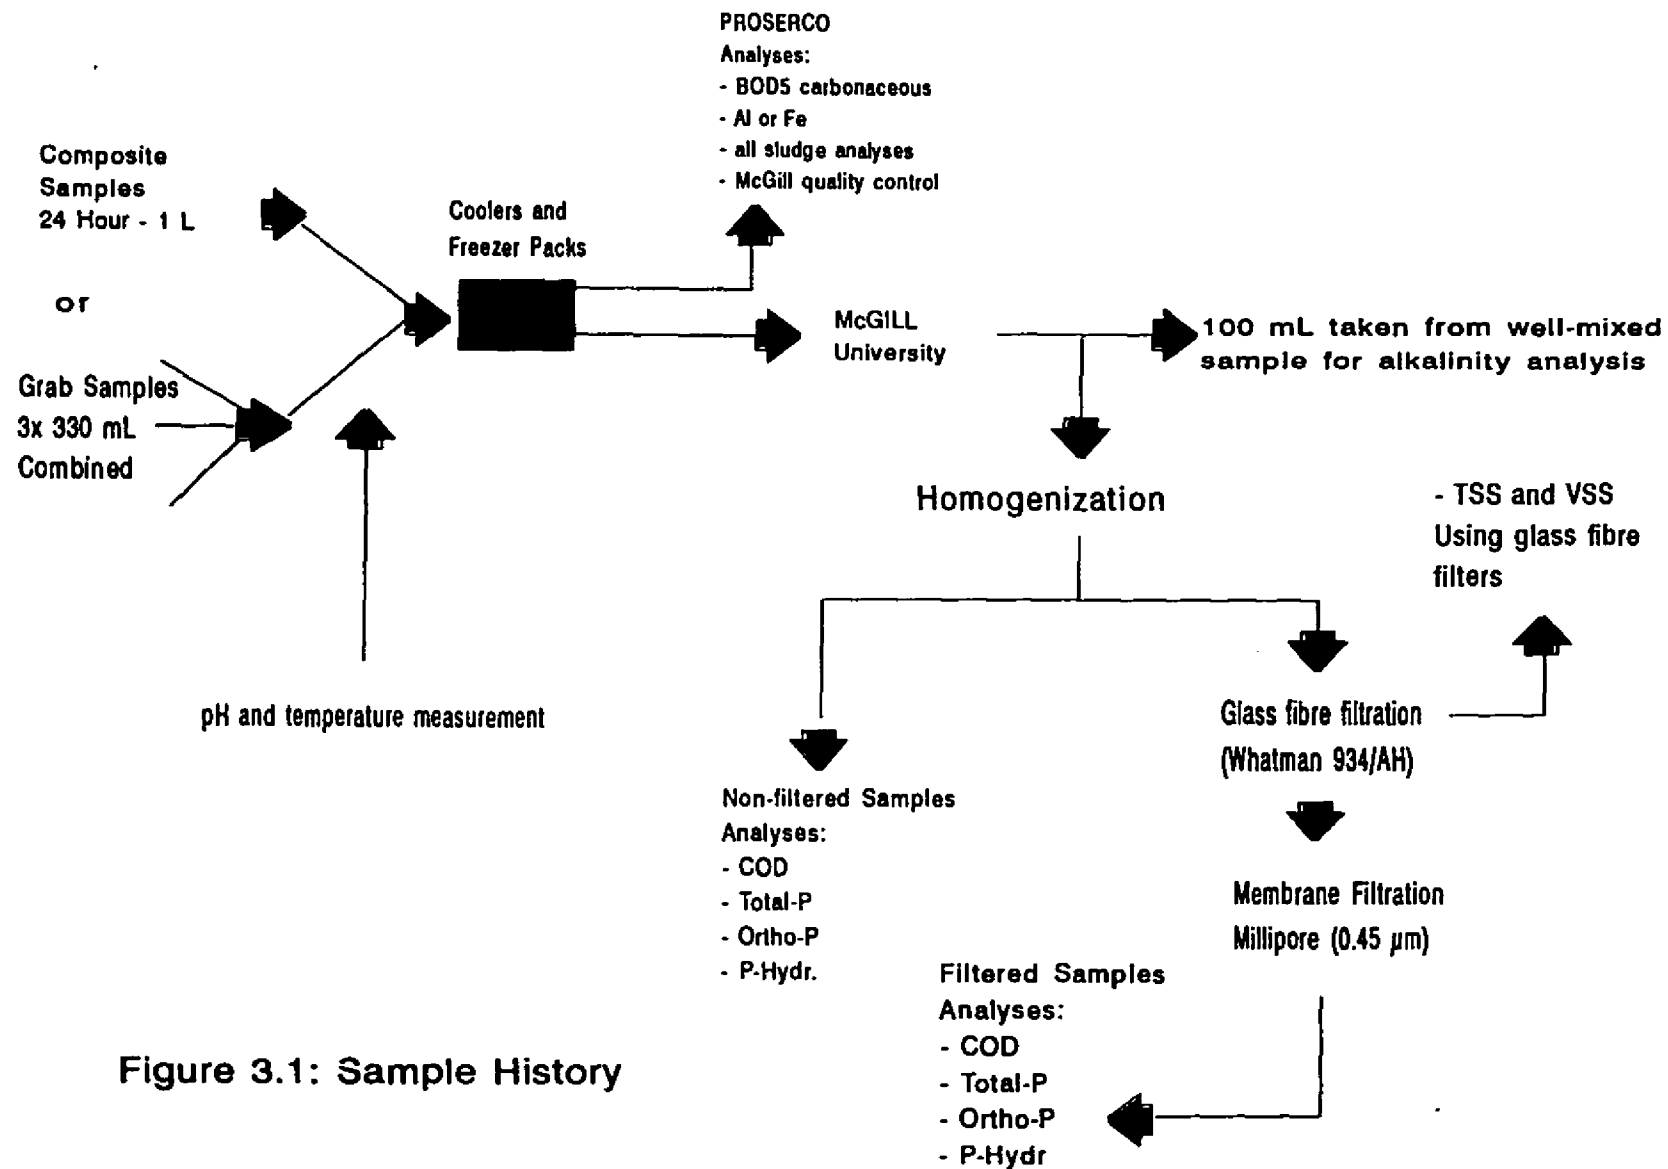 PROSERCO
Analyses:
- BOD5 carbonaceous
- Al or Fe
- all sludge analyses
- McGill quality control
Composite
Samples
24 Hour - 1 L
or
Grab Samples
3x 330 mL
Combined
Coolers and
Freezer Packs
pH and temperature measurement
McGILL
University
100 mL taken from well-mixed
sample for alkalinity analysis
Homogenization
- TSS and VSS
Using glass fibre
filters
Glass fibre filtration
(Whatman 934/AH)
Non-filtered Samples
Analyses:
- COD
- Total-P
- Ortho-P
- P-Hydr.
Membrane Filtration
Millipore (0.45 µm)
Filtered Samples
Analyses:
- COD
- Total-P
- Ortho-P
- P-Hydr
Figure 3.1: Sample History